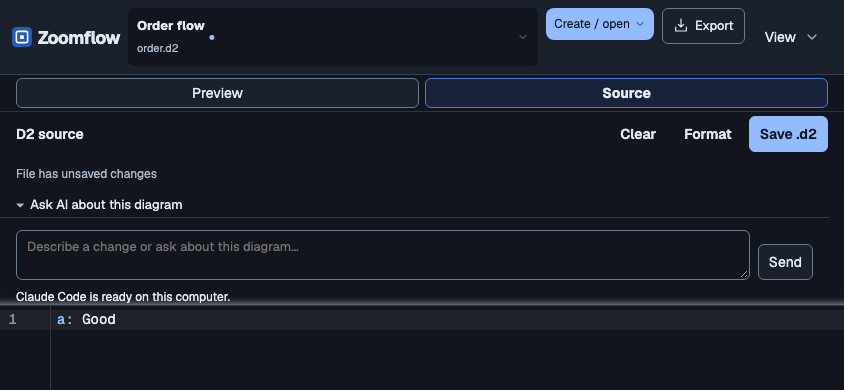 Zoomflow
Order flow
order.d2
Create / open
Export
View
Preview
Source
D2 source
Clear
Format
Save .d2
File has unsaved changes
Ask AI about this diagram
Describe a change or ask about this diagram...
Send
Claude Code is ready on this computer.
1 a: Good